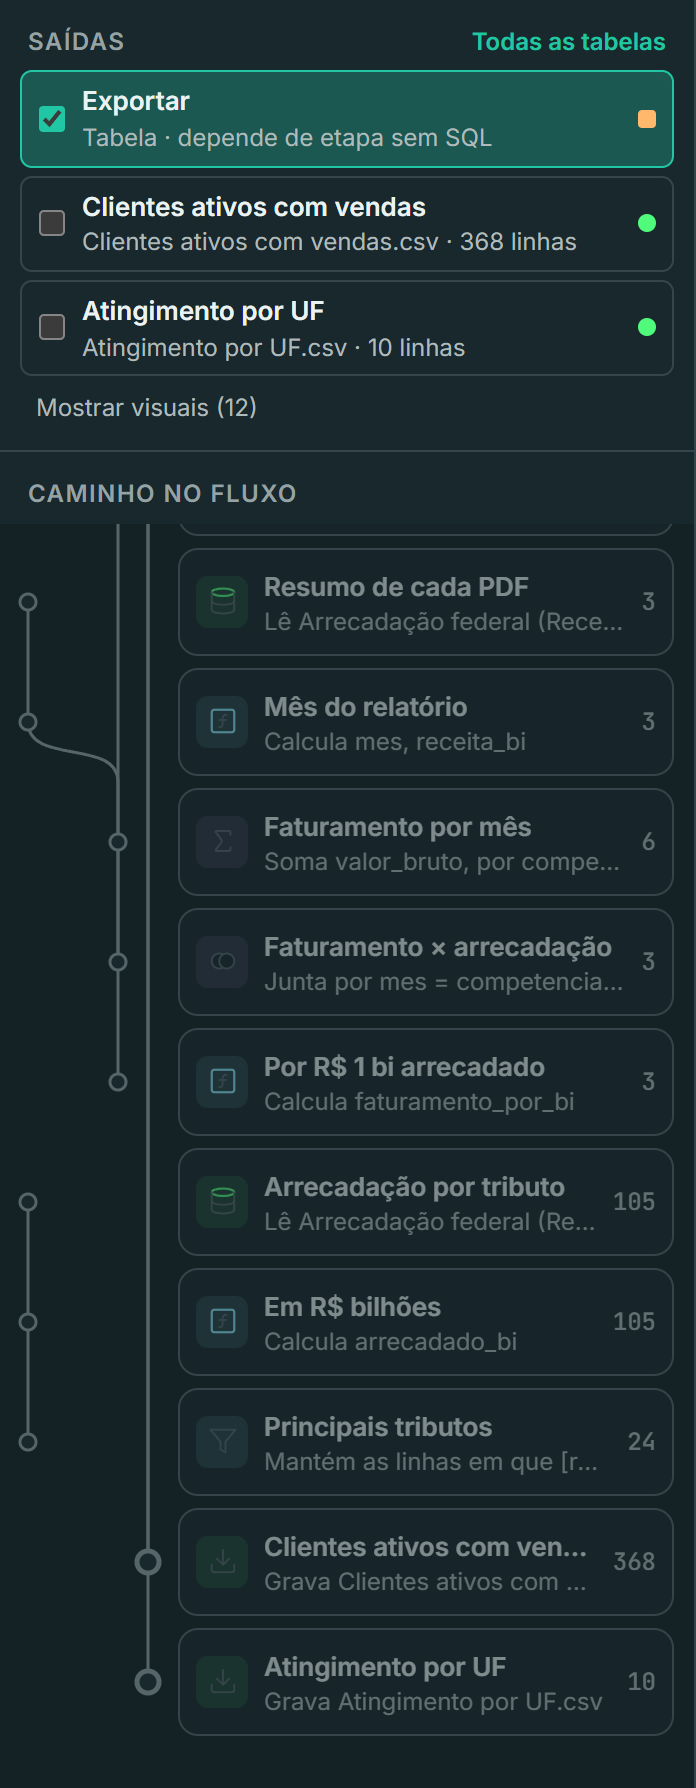 SAÍDAS
Todas as tabelas
Exportar
Tabela · depende de etapa sem SQL
Clientes ativos com vendas
Clientes ativos com vendas.csv · 368 linhas
Atingimento por UF
Atingimento por UF.csv · 10 linhas
Mostrar visuais (12)
CAMINHO NO FLUXO
Resumo de cada PDF
3
Lê Arrecadação federal (Rece...
Mês do relatório
3
Calcula mes, receita_bi
Faturamento por mês
6
Soma valor_bruto, por compe...
Faturamento × arrecadação
3
Junta por mes = competencia...
Por R$ 1 bi arrecadado
3
Calcula faturamento_por_bi
Arrecadação por tributo
105
Lê Arrecadação federal (Re...
Em R$ bilhões
105
Calcula arrecadado_bi
Principais tributos
24
Mantém as linhas em que [r...
Clientes ativos com ven...
368
Grava Clientes ativos com ...
Atingimento por UF
10
Grava Atingimento por UF.csv